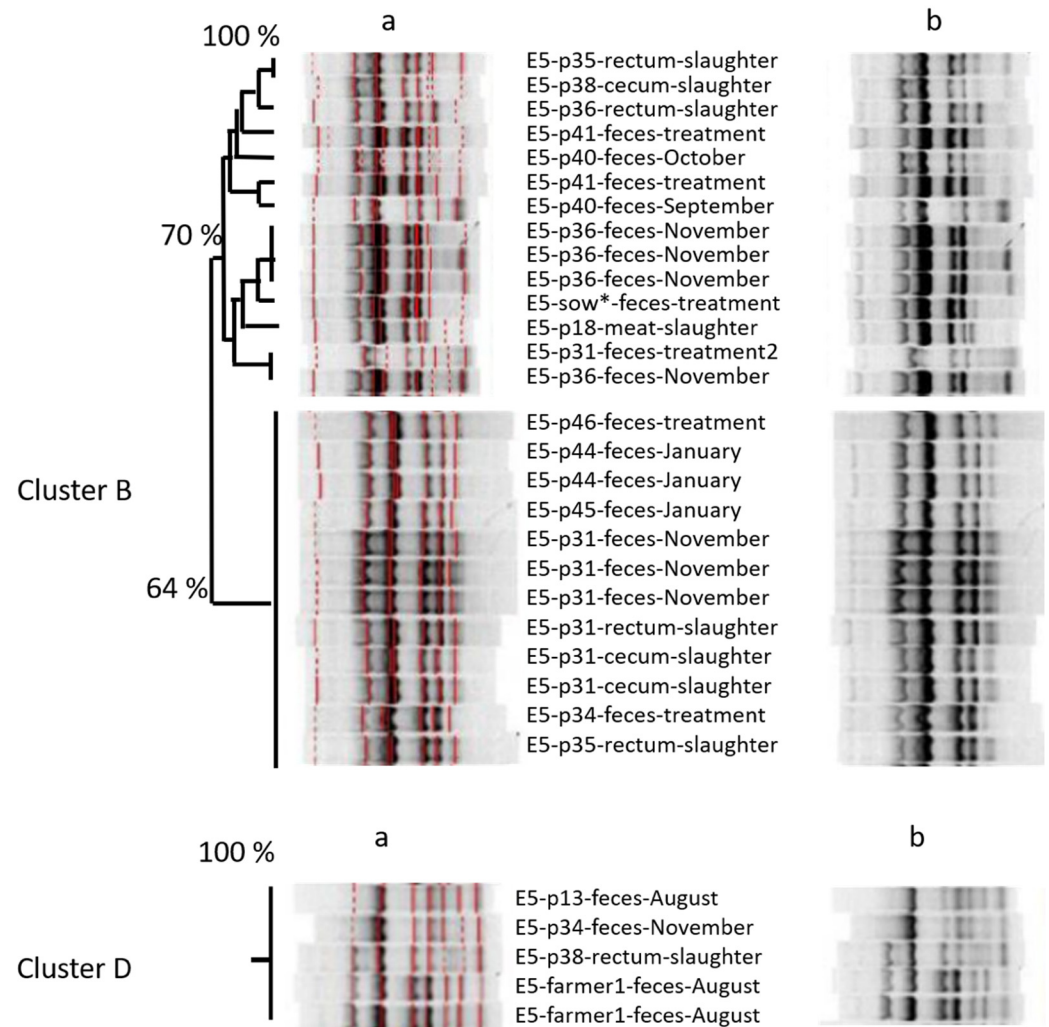 a
b
100 %
E5-p35-rectum-slaughter
E5-p38-cecum-slaughter
E5-p36-rectum-slaughter
E5-p41-feces-treatment
E5-p40-feces-October
E5-p41-feces-treatment
E5-p40-feces-September
E5-p36-feces-November
70 %
E5-p36-feces-November
E5-p36-feces-November
E5-sow*-feces-treatment
E5-p18-meat-slaughter
E5-p31-feces-treatment2
E5-p36-feces-November
E5-p46-feces-treatment
E5-p44-feces-January
E5-p44-feces-January
Cluster B
E5-p45-feces-January
E5-p31-feces-November
E5-p31-feces-November
64 %
E5-p31-feces-November
E5-p31-rectum-slaughter
E5-p31-cecum-slaughter
E5-p31-cecum-slaughter
E5-p34-feces-treatment
E5-p35-rectum-slaughter
a
b
100 %
E5-p13-feces-August
E5-p34-feces-November
E5-p38-rectum-slaughter
Cluster D
E5-farmer1-feces-August
E5-farmer1-feces-August